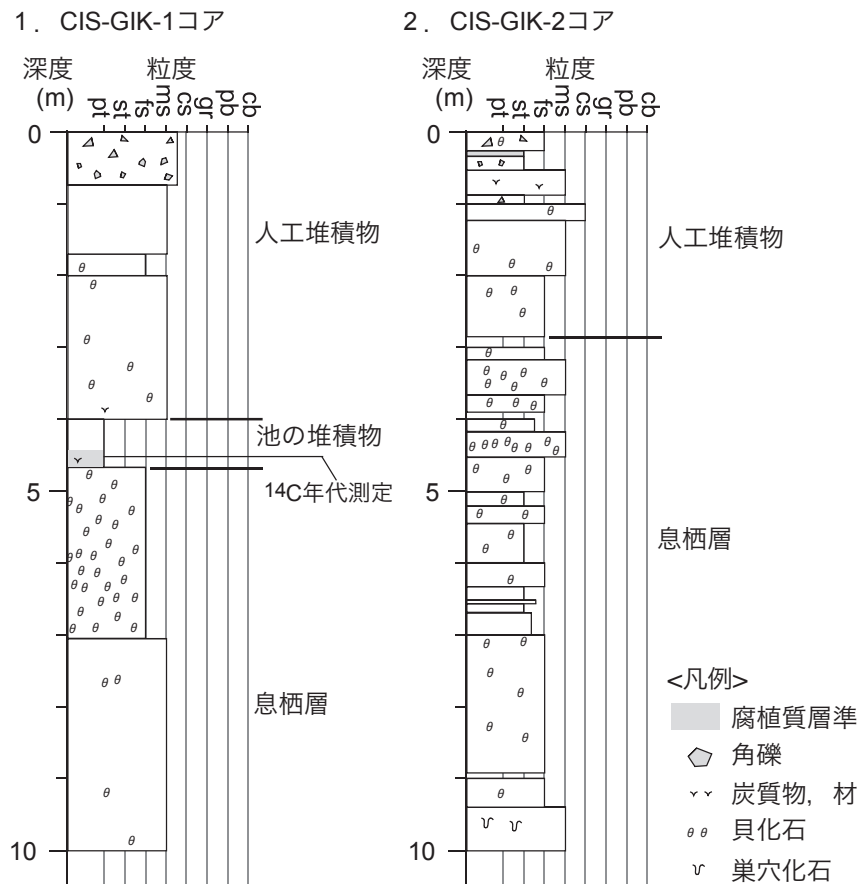 1. CIS-GIK-1コア
深度
(m)
粒度
pt
st
fs
ms
cs
gr
pb
cb
0
5
10
人工堆積物
池の堆積物
14C年代測定
息栖層
2. CIS-GIK-2コア
深度
(m)
粒度
pt
st
fs
ms
cs
gr
pb
cb
0
5
10
人工堆積物
息栖層
<凡例>
腐植質層準
角礫
炭質物，材
貝化石
巣穴化石